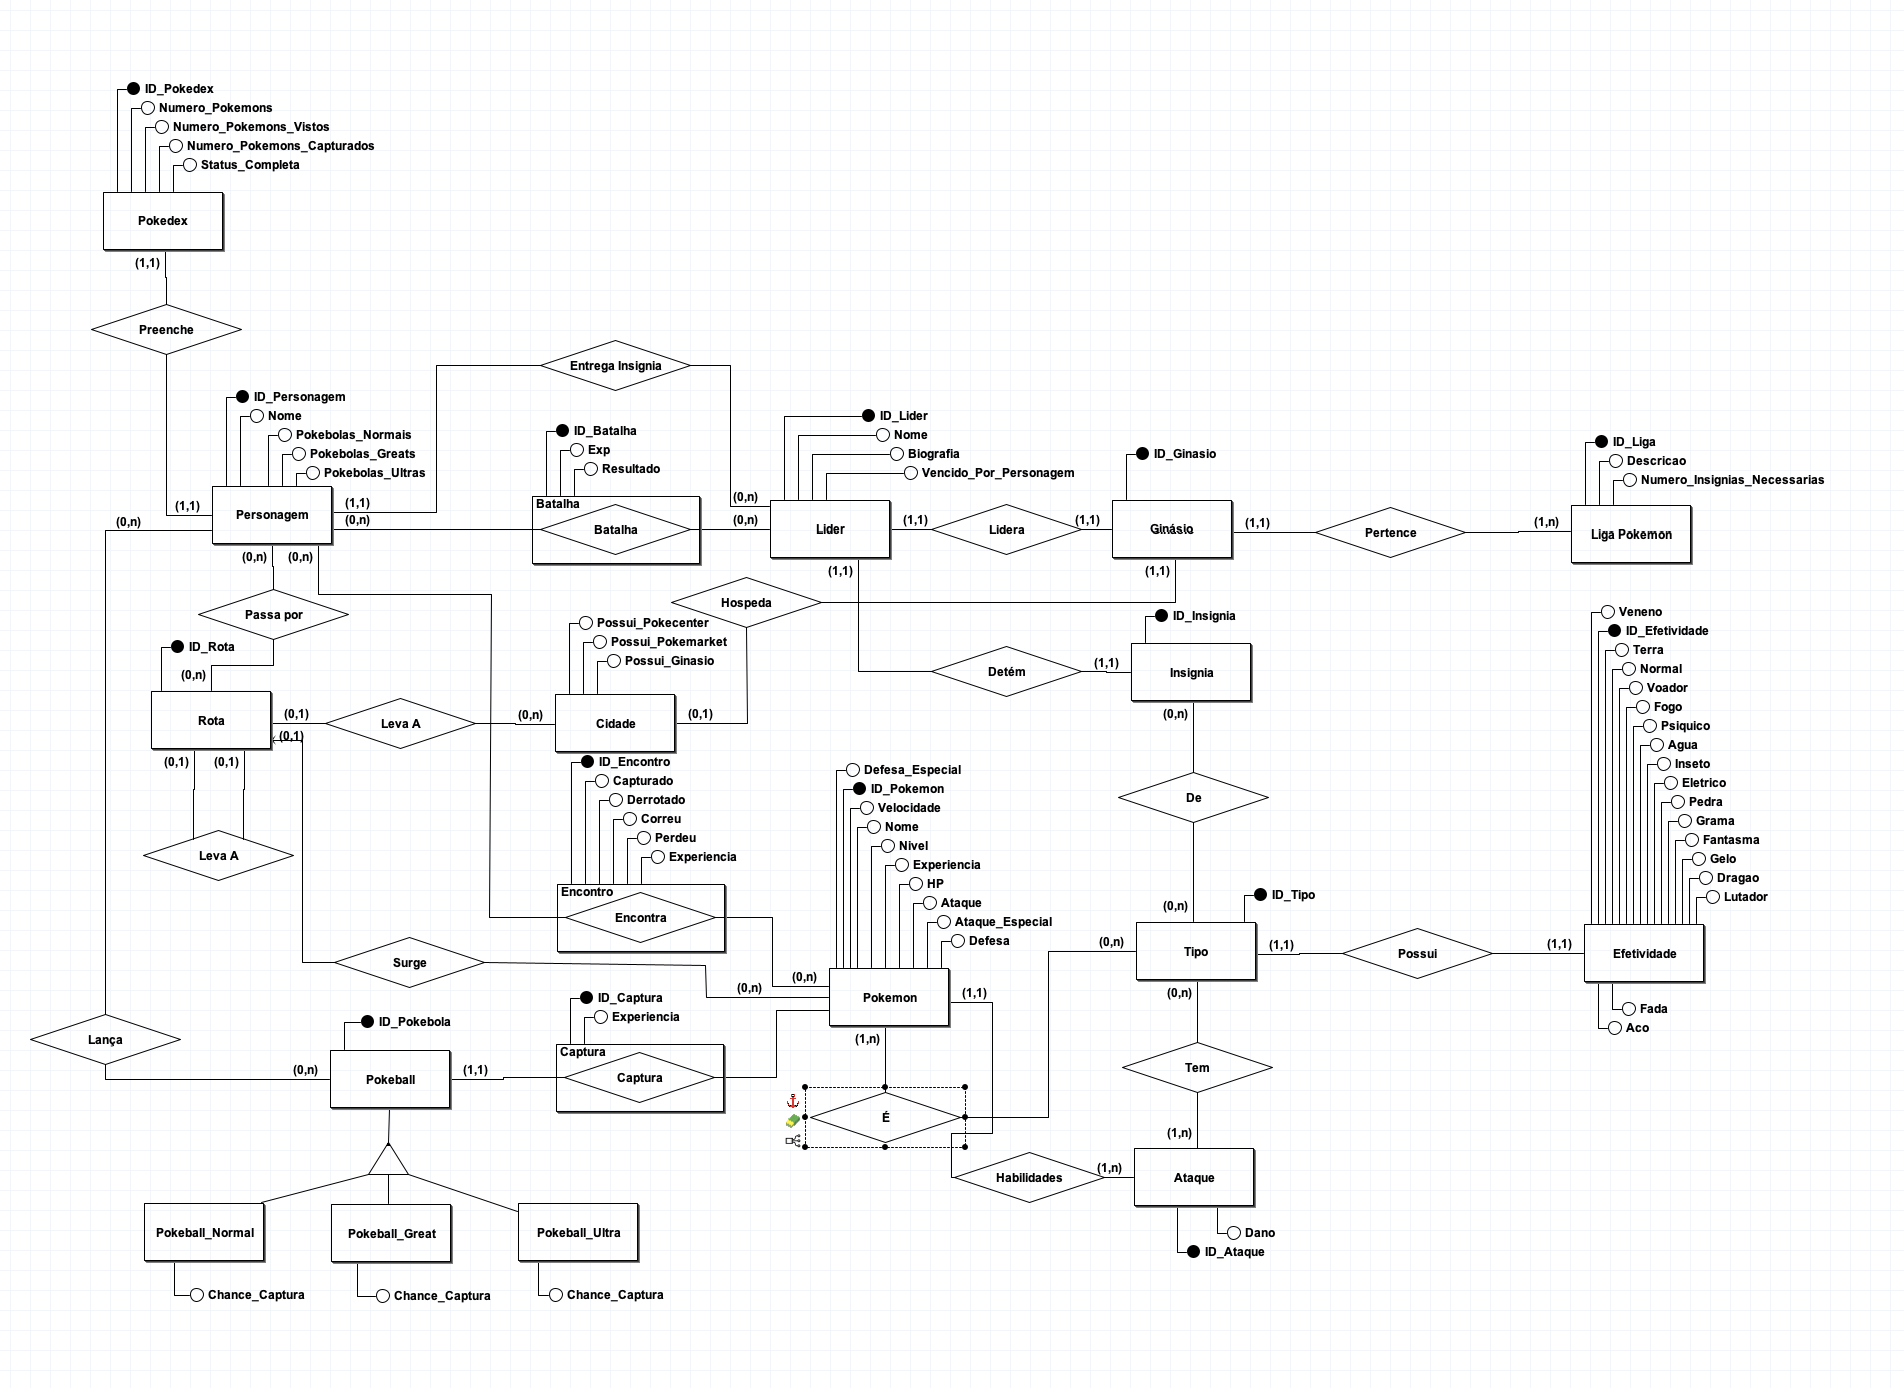 ID_Pokedex
Numero_Pokemons
Numero_Pokemons_Vistos
Numero_Pokemons_Capturados
Status_Completa
Pokedex
(1,1)
Preenche
Entrega Insignia
ID_Personagem
Nome
Pokebolas_Normais
Pokebolas_Greats
Pokebolas_Ultras
(1,1)
Personagem
(1,1)
(0,n)
(0,n)
(0,n)
(0,n)
ID_Batalha
Exp
Resultado
Batalha
Batalha
(0,n)
(0,n)
ID_Lider
Nome
Biografia
Vencido_Por_Personagem
Lider
(1,1)
Lidera
(1,1)
(1,1)
ID_Ginasio
Ginásio
(1,1)
(1,1)
Pertence
(1,n)
ID_Liga
Descricao
Numero_Insignias_Necessarias
Liga Pokemon
Passa por
Hospeda
ID_Rota
(0,n)
Rota
(0,1)
(0,1)
(0,1)
(0,1)
Leva A
Leva A
(0,n)
Possui_Pokecenter
Possui_Pokemarket
Possui_Ginasio
Cidade
(0,1)
Detém
(1,1)
ID_Insignia
Insignia
(0,n)
De
(0,n)
ID_Encontro
Capturado
Derrotado
Correu
Perdeu
Experiencia
Encontro
Encontra
Surge
(0,n)
(0,n)
Defesa_Especial
ID_Pokemon
Velocidade
Nome
Nivel
Experiencia
HP
Ataque
Ataque_Especial
Defesa
Pokemon
(1,1)
(1,n)
É
(0,n)
ID_Tipo
Tipo
(1,1)
(0,n)
Possui
(1,1)
Veneno
ID_Efetividade
Terra
Normal
Voador
Fogo
Psiquico
Agua
Inseto
Eletrico
Pedra
Grama
Fantasma
Gelo
Dragao
Lutador
Efetividade
Fada
Aco
Lança
(0,n)
ID_Pokebola
Pokeball
(1,1)
ID_Captura
Experiencia
Captura
Captura
Tem
(1,n)
Habilidades
(1,n)
Ataque
Dano
ID_Ataque
Pokeball_Normal
Pokeball_Great
Pokeball_Ultra
Chance_Captura
Chance_Captura
Chance_Captura